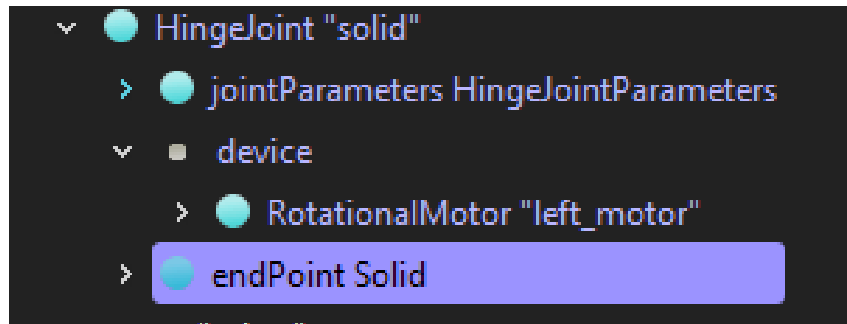 HingeJoint "solid"
jointParameters HingeJointParameters
device
RotationalMotor "left_motor"
endPoint Solid